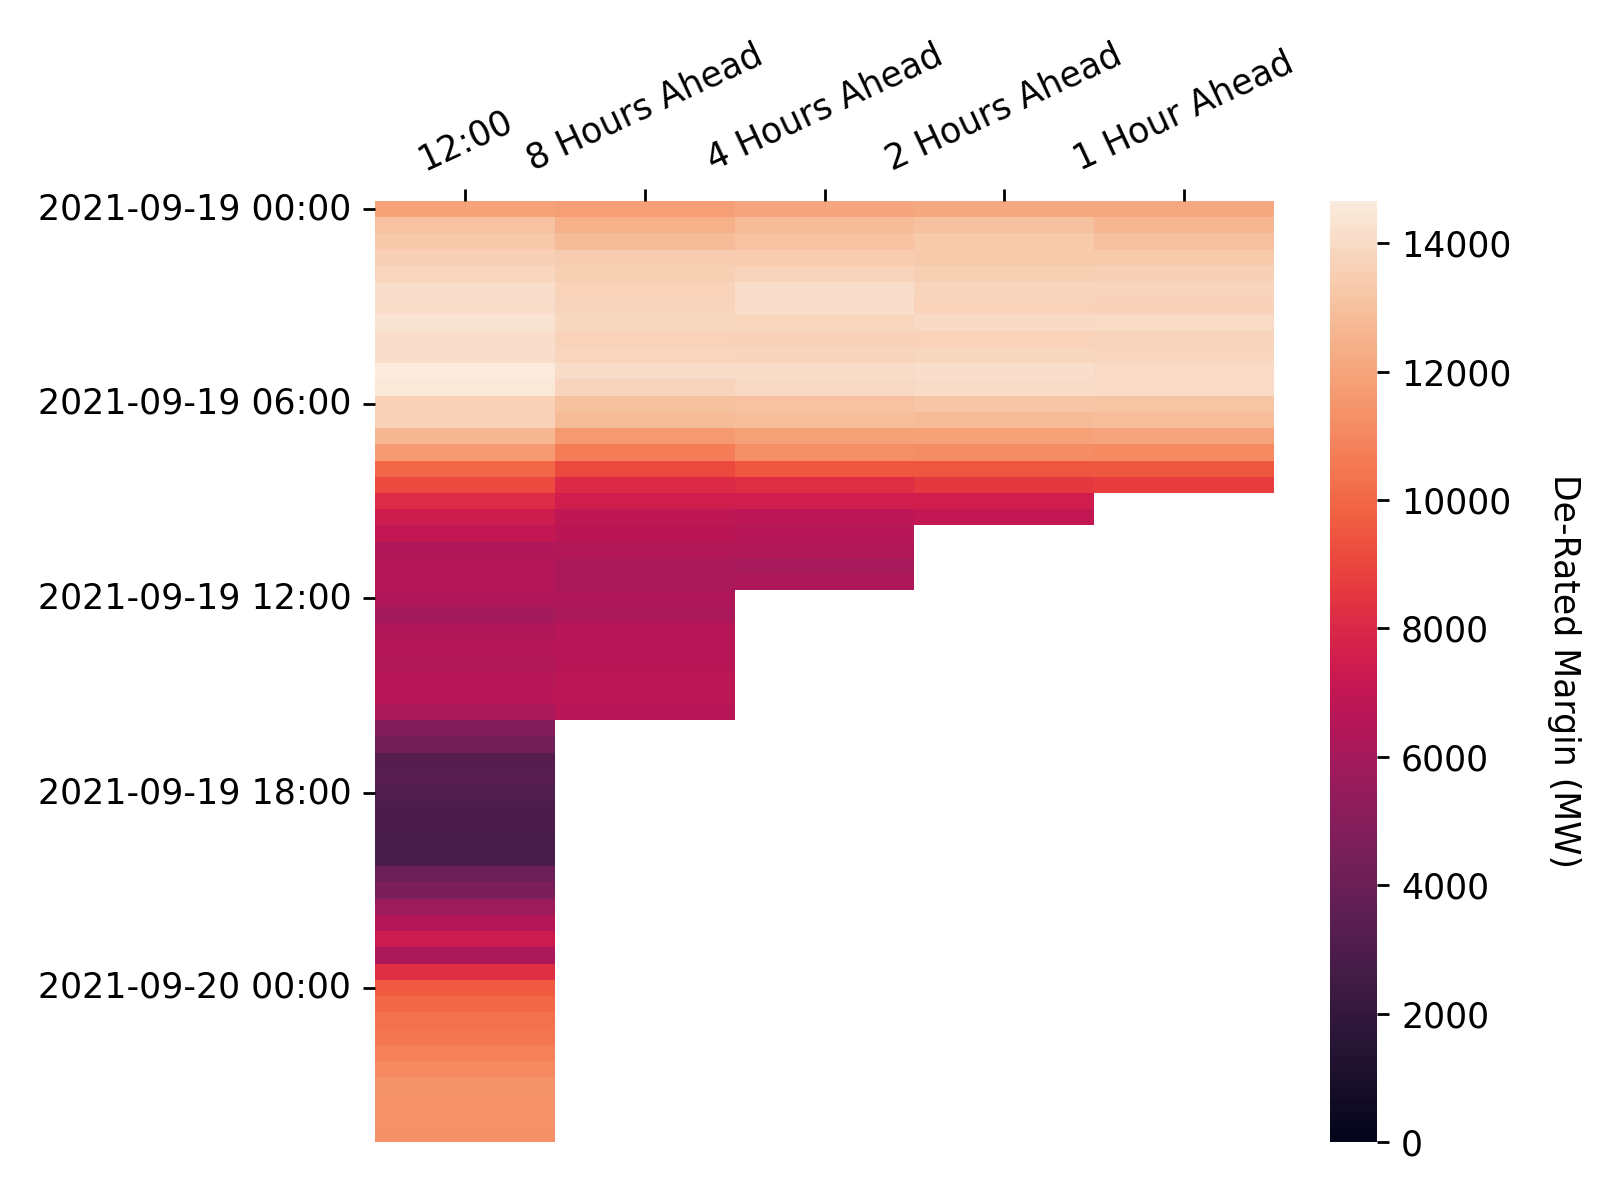 12:00
8 Hours Ahead
4 Hours Ahead
2 Hours Ahead
1 Hour Ahead
2021-09-19 00:00
2021-09-19 06:00
2021-09-19 12:00
2021-09-19 18:00
2021-09-20 00:00
14000
12000
10000
8000
6000
4000
2000
0
De-Rated Margin (MW)